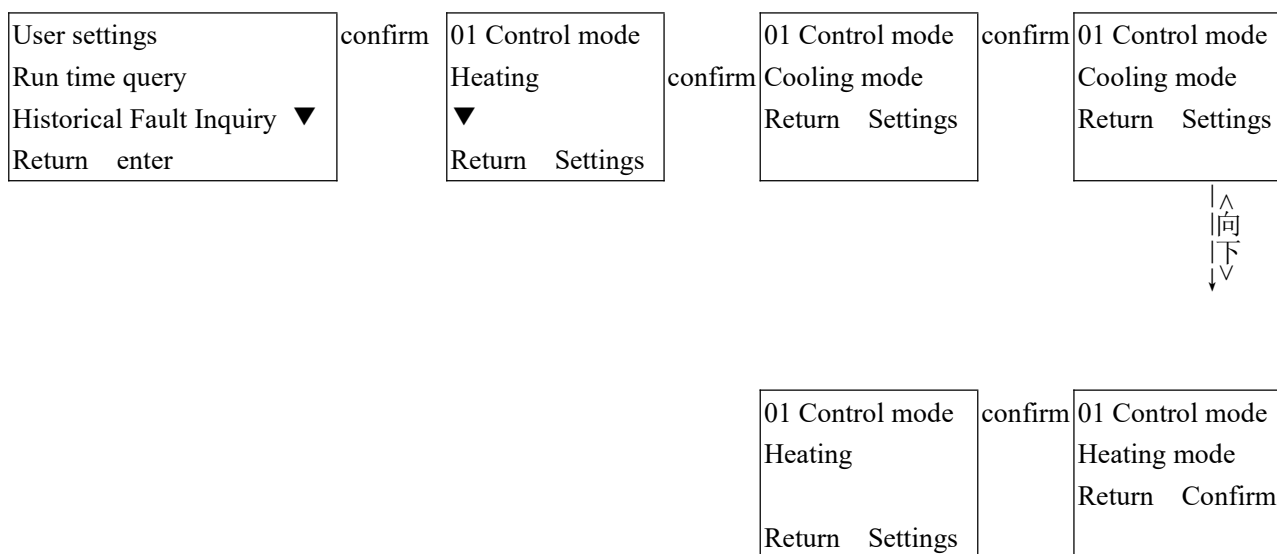 User settings
Run time query
Historical Fault Inquiry ▼
Return enter
confirm
01 Control mode
Heating
▼
Return Settings
confirm
01 Control mode
Cooling mode
Return Settings
confirm
01 Control mode
Cooling mode
Return Settings
<向下>
01 Control mode
Heating
Return Settings
confirm
01 Control mode
Heating mode
Return Confirm